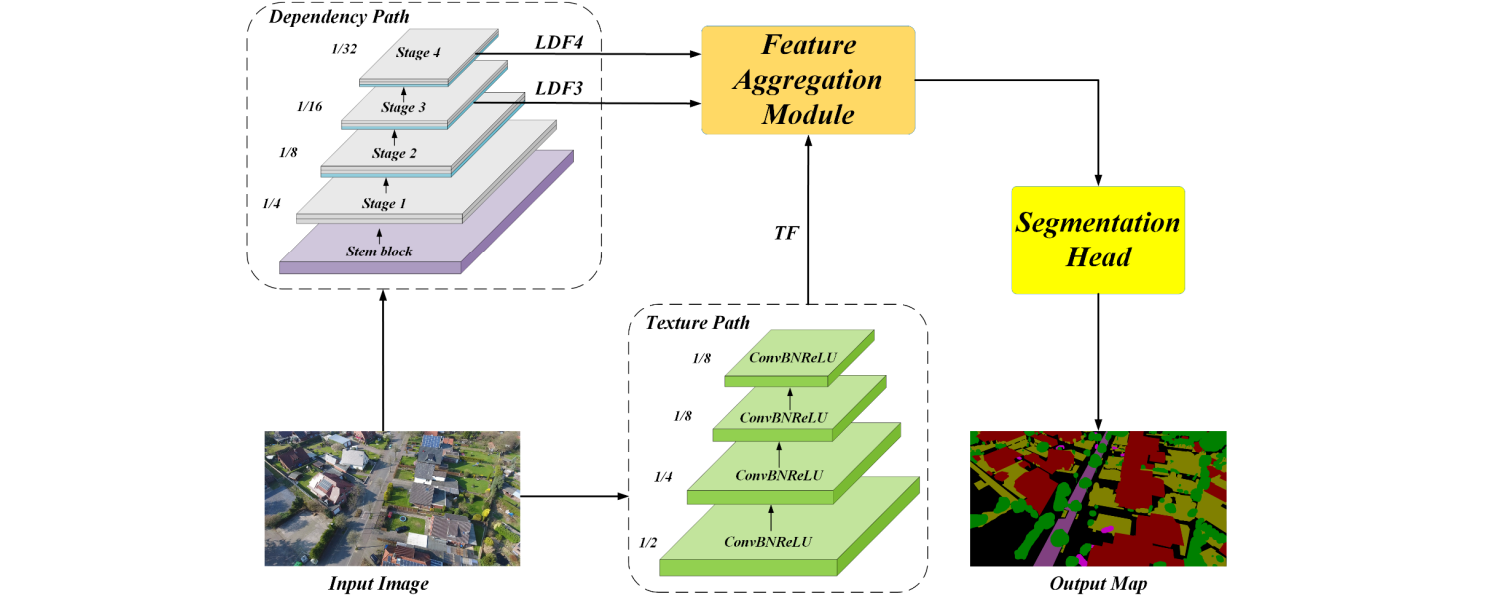 Dependency Path
1/32
Stage 4
LDF4
1/16
Stage 3
LDF3
1/8
Stage 2
1/4
Stage 1
Stem block
Feature
Aggregation
Module
TF
Segmentation
Head
Texture Path
1/8
ConvBNReLU
1/8
ConvBNReLU
1/4
ConvBNReLU
1/2
ConvBNReLU
Input Image
Output Map